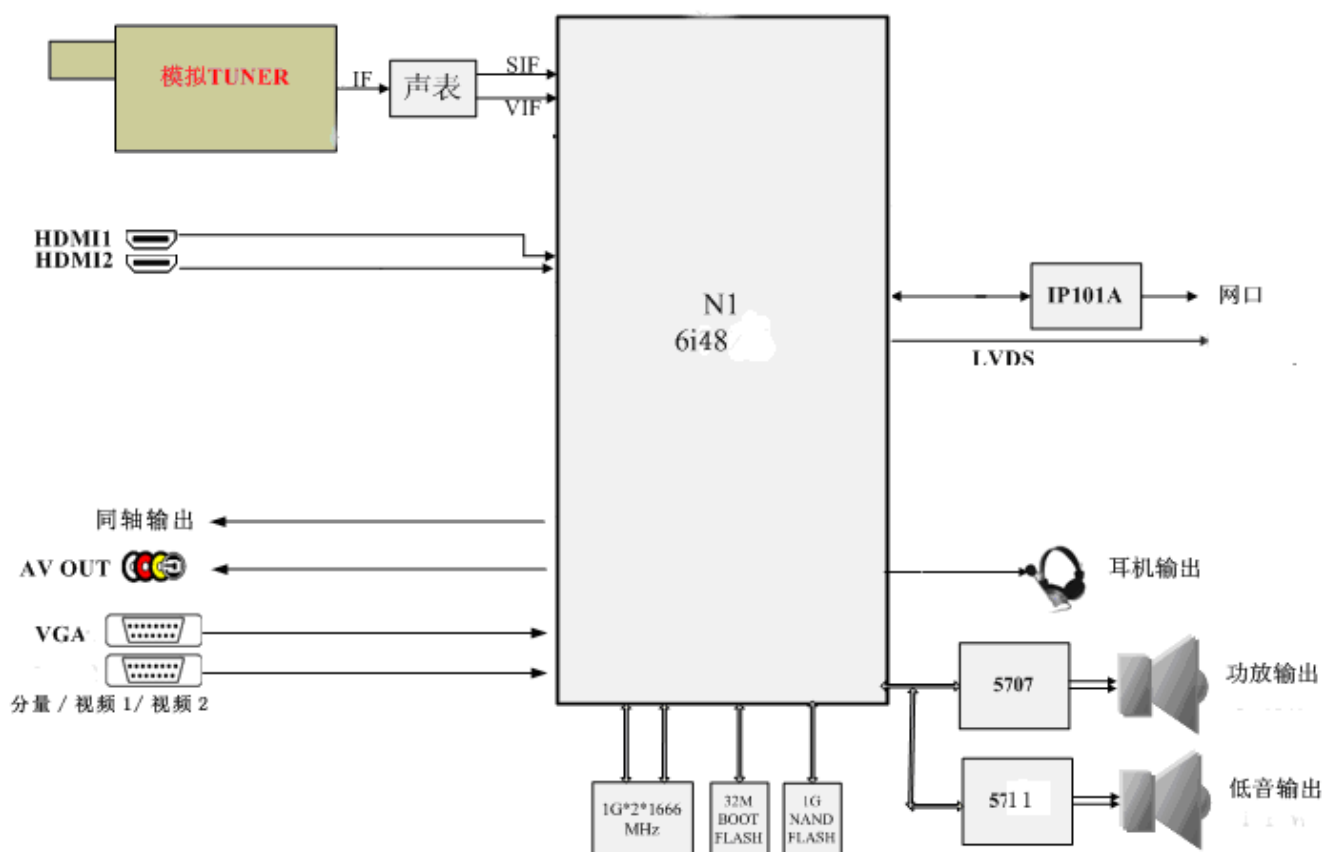 模拟TUNER
IF
声表
SIF
VIF
HDMI1
HDMI2
N1
6i48
IP101A
网口
LVDS
同轴输出
AV OUT
耳机输出
VGA
分量 / 视频 1/ 视频 2
5707
功放输出
5711
低音输出
1G*2*1666
MHz
32M
BOOT
FLASH
1G
NAND
FLASH